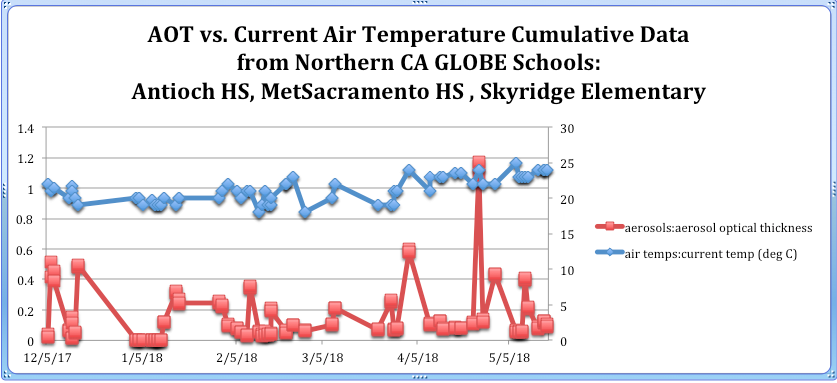 AOT vs. Current Air Temperature Cumulative Data
from Northern CA GLOBE Schools:
Antioch HS, MetSacramento HS , Skyridge Elementary
1.4
1.2
1
0.8
0.6
0.4
0.2
0
30
25
20
15
10
5
0
12/5/17 1/5/18 2/5/18 3/5/18 4/5/18 5/5/18
aerosols:aerosol optical thickness
air temps:current temp (deg C)